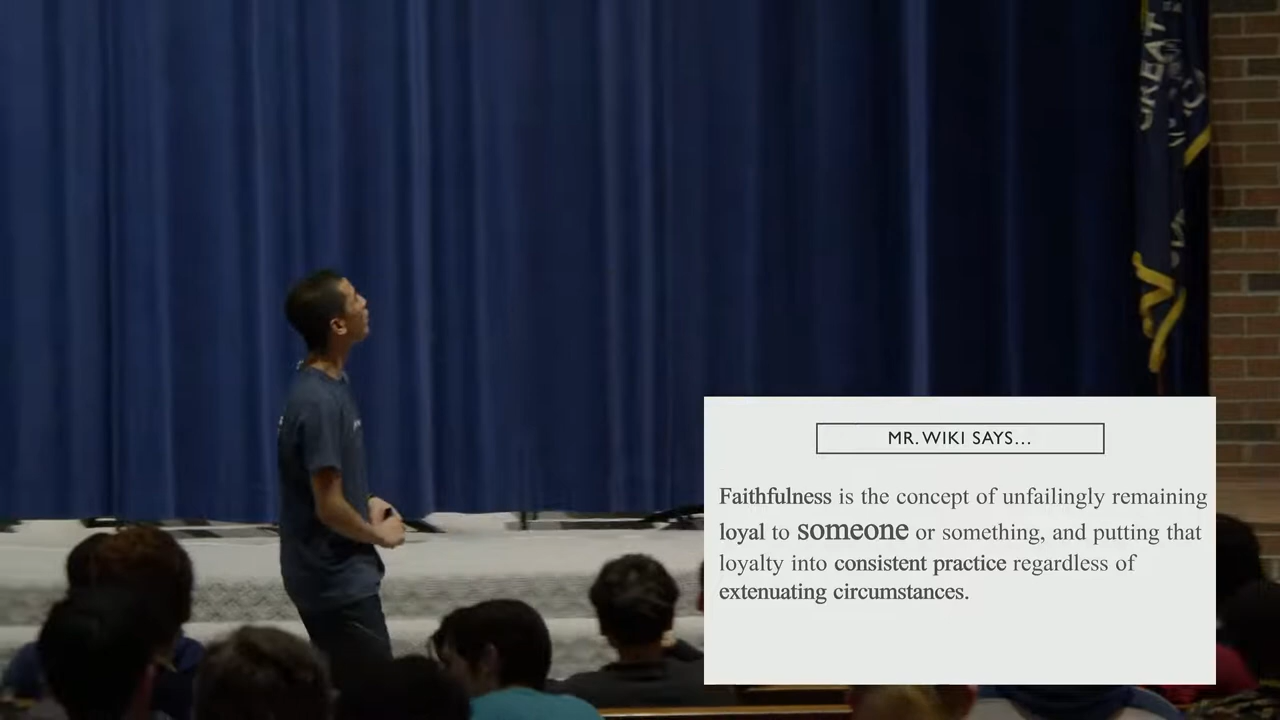 GREAT
MR. WIKI SAYS...
Faithfulness is the concept of unfailingly remaining
loyal to someone or something, and putting that
loyalty into consistent practice regardless of
extenuating circumstances.